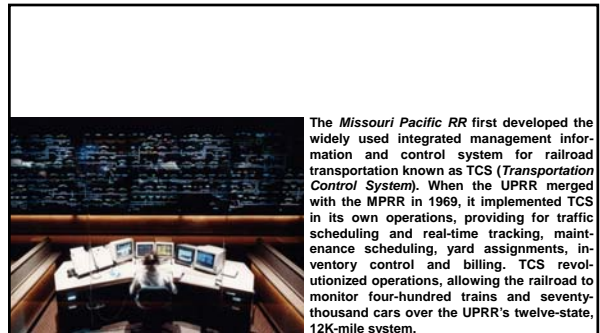 The Missouri Pacific RR first developed the
widely used integrated management infor-
mation and control system for railroad
transportation known as TCS (Transportation
Control System). When the UPRR merged
with the MPRR in 1969, it implemented TCS
in its own operations, providing for traffic
scheduling and real-time tracking, maint-
enance scheduling, yard assignments, in-
ventory control and billing. TCS revol-
utionized operations, allowing the railroad to
monitor four-hundred trains and seventy-
thousand cars over the UPRR's twelve-state,
12K-mile system.